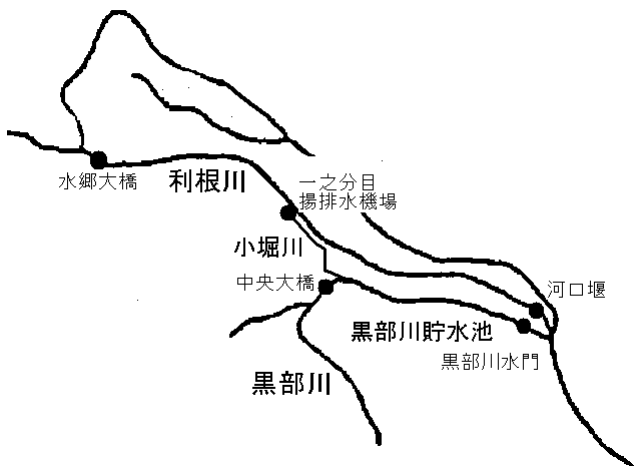 水郷大橋
利根川
一之分目
揚排水機場
小堀川
中央大橋
河口堰
黒部川貯水池
黒部川水門
黒部川